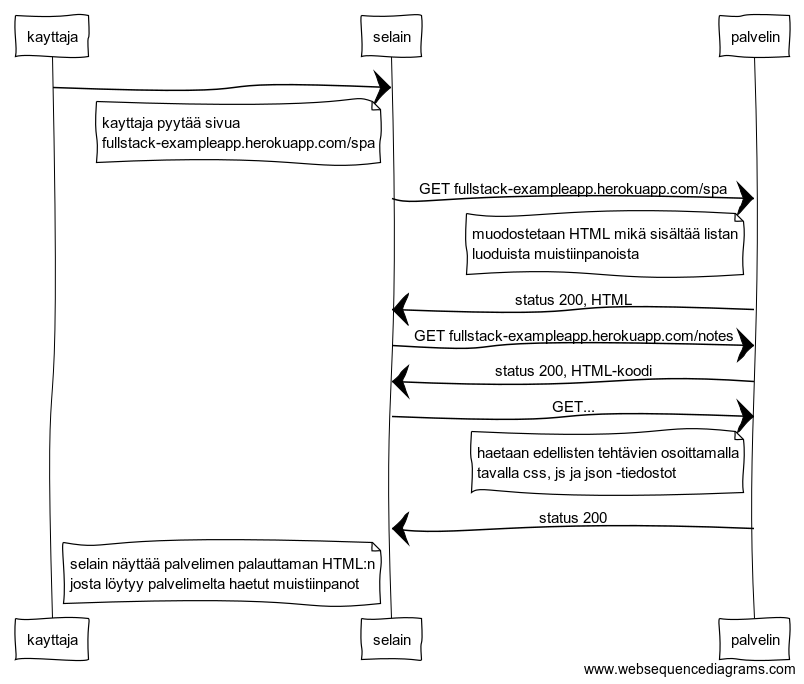 kayttaja
selain
palvelin
kayttaja pyytää sivua
fullstack-exampleapp.herokuapp.com/spa
GET fullstack-exampleapp.herokuapp.com/spa
muodostetaan HTML mikä sisältää listan
luoduista muistiinpanoista
status 200, HTML
GET fullstack-exampleapp.herokuapp.com/notes
status 200, HTML-koodi
GET...
haetaan edellisten tehtävien osoittamalla
tavalla css, js ja json -tiedostot
status 200
selain näyttää palvelimen palauttaman HTML:n
josta löytyy palvelimelta haetut muistiinpanot
kayttaja
selain
palvelin
www.websequencediagrams.com